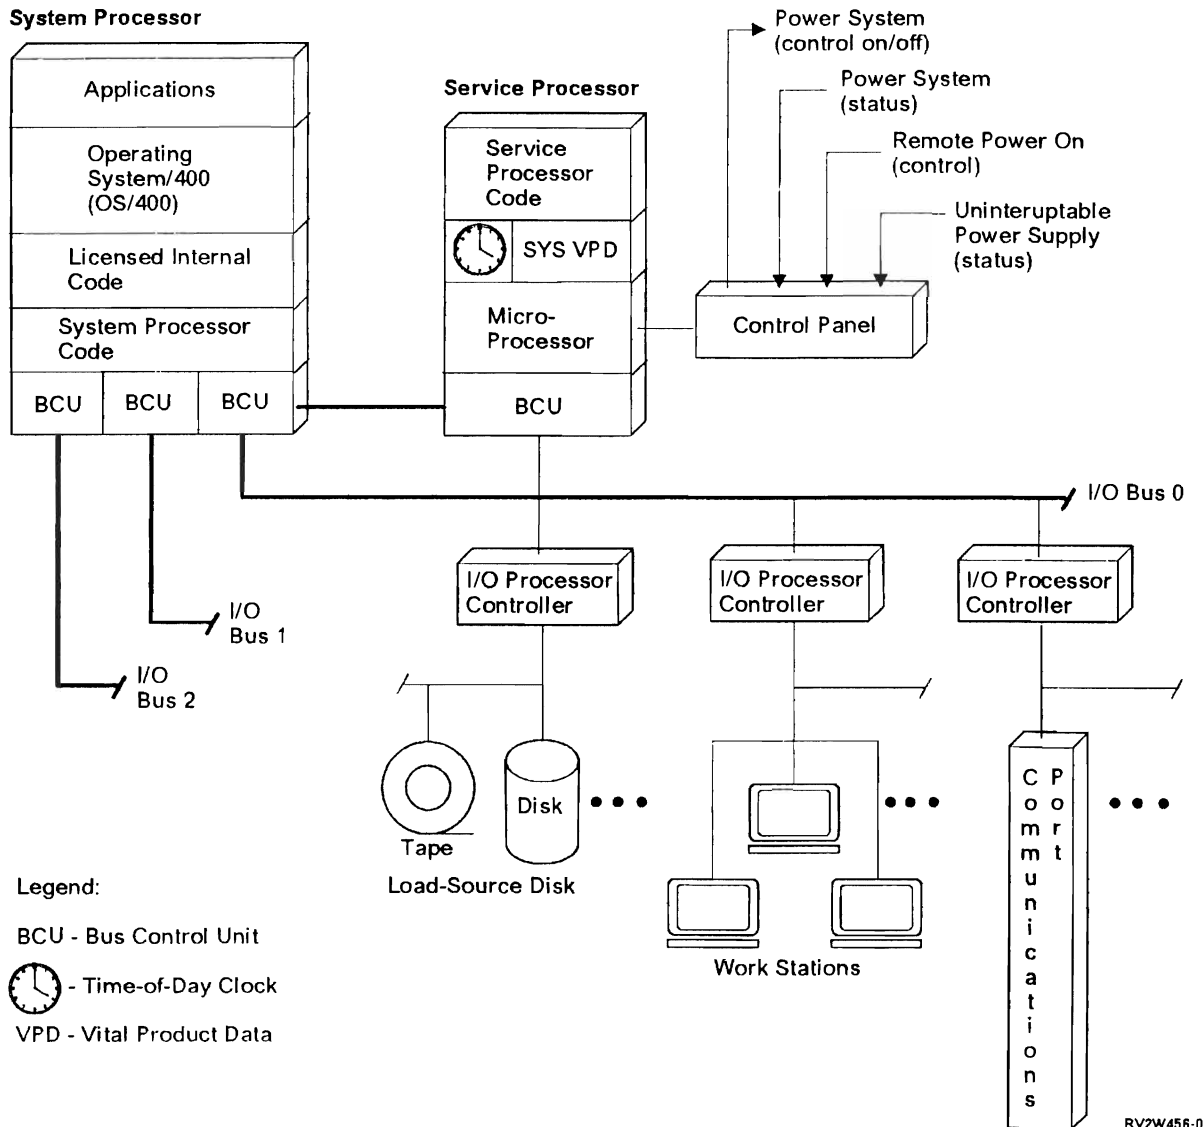 System Processor
Applications
Operating
System/400
(OS/400)
Licensed Internal
Code
System Processor
Code
BCU
BCU
BCU
Service Processor
Service
Processor
Code
SYS VPD
Micro-
Processor
BCU
Power System
(control on/off)
Power System
(status)
Remote Power On
(control)
Uninteruptable
Power Supply
(status)
Control Panel
I/O Bus 0
I/O
Bus 1
I/O
Bus 2
I/O Processor
Controller
I/O Processor
Controller
I/O Processor
Controller
Tape
Disk
Load-Source Disk
Work Stations
Communications
Port
Legend:
BCU - Bus Control Unit
- Time-of-Day Clock
VPD - Vital Product Data
RV2W456-0